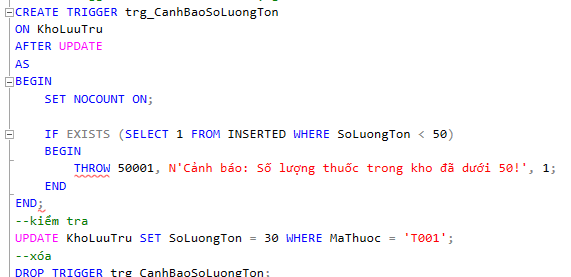 CREATE TRIGGER trg_CanhBaoSoLuongTon
ON KhoLuuTru
AFTER UPDATE
AS
BEGIN
SET NOCOUNT ON;
IF EXISTS (SELECT 1 FROM INSERTED WHERE SoLuongTon < 50)
BEGIN
THROW 50001, N'Cảnh báo: Số lượng thuốc trong kho đã dưới 50!', 1;
END
END;
--kiểm tra
UPDATE KhoLuuTru SET SoLuongTon = 30 WHERE MaThuoc = 'T001';
--xóa
DROP TRIGGER trg_CanhBaoSoLuongTon;